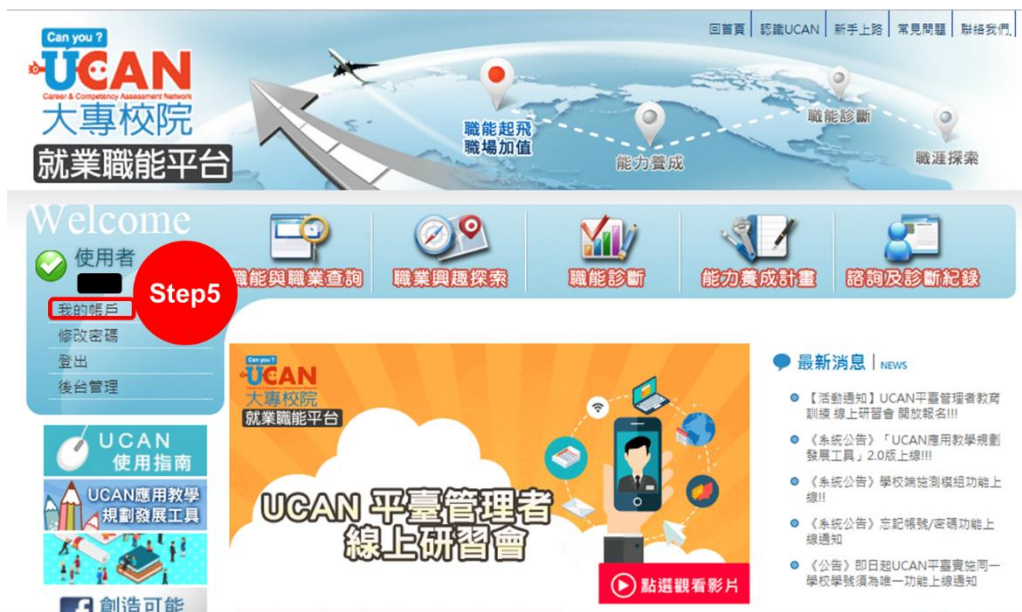 回首頁 認識UCAN 新手上路 常見問題 聯絡我們
Can you ?
UCAN
Career & Competency Assessment Network
大專校院
就業職能平台
職能起飛
職場加值
能力養成
職能診斷
職涯探索
Welcome
使用者
Step5
我的帳戶
修改密碼
登出
後台管理
職能與職業查詢
職業興趣探索
職能診斷
能力養成計畫
諮詢及診斷紀錄
UCAN
使用指南
UCAN應用教學
規劃發展工具
創造可能
Can you ?
UCAN
大專校院
就業職能平台
UCAN 平臺管理者
線上研習會
點選觀看影片
最新消息 NEWS
【活動通知】UCAN平臺管理者教育
訓練 線上研習會 開放報名!!!
《系統公告》「UCAN應用教學規劃
發展工具」2.0版上線!!!
《系統公告》學校端施測模組功能上
線!!
《系統公告》忘記帳號/密碼功能上
線通知
《公告》即日起UCAN平臺實施同一
學校學號須為唯一功能上線通知